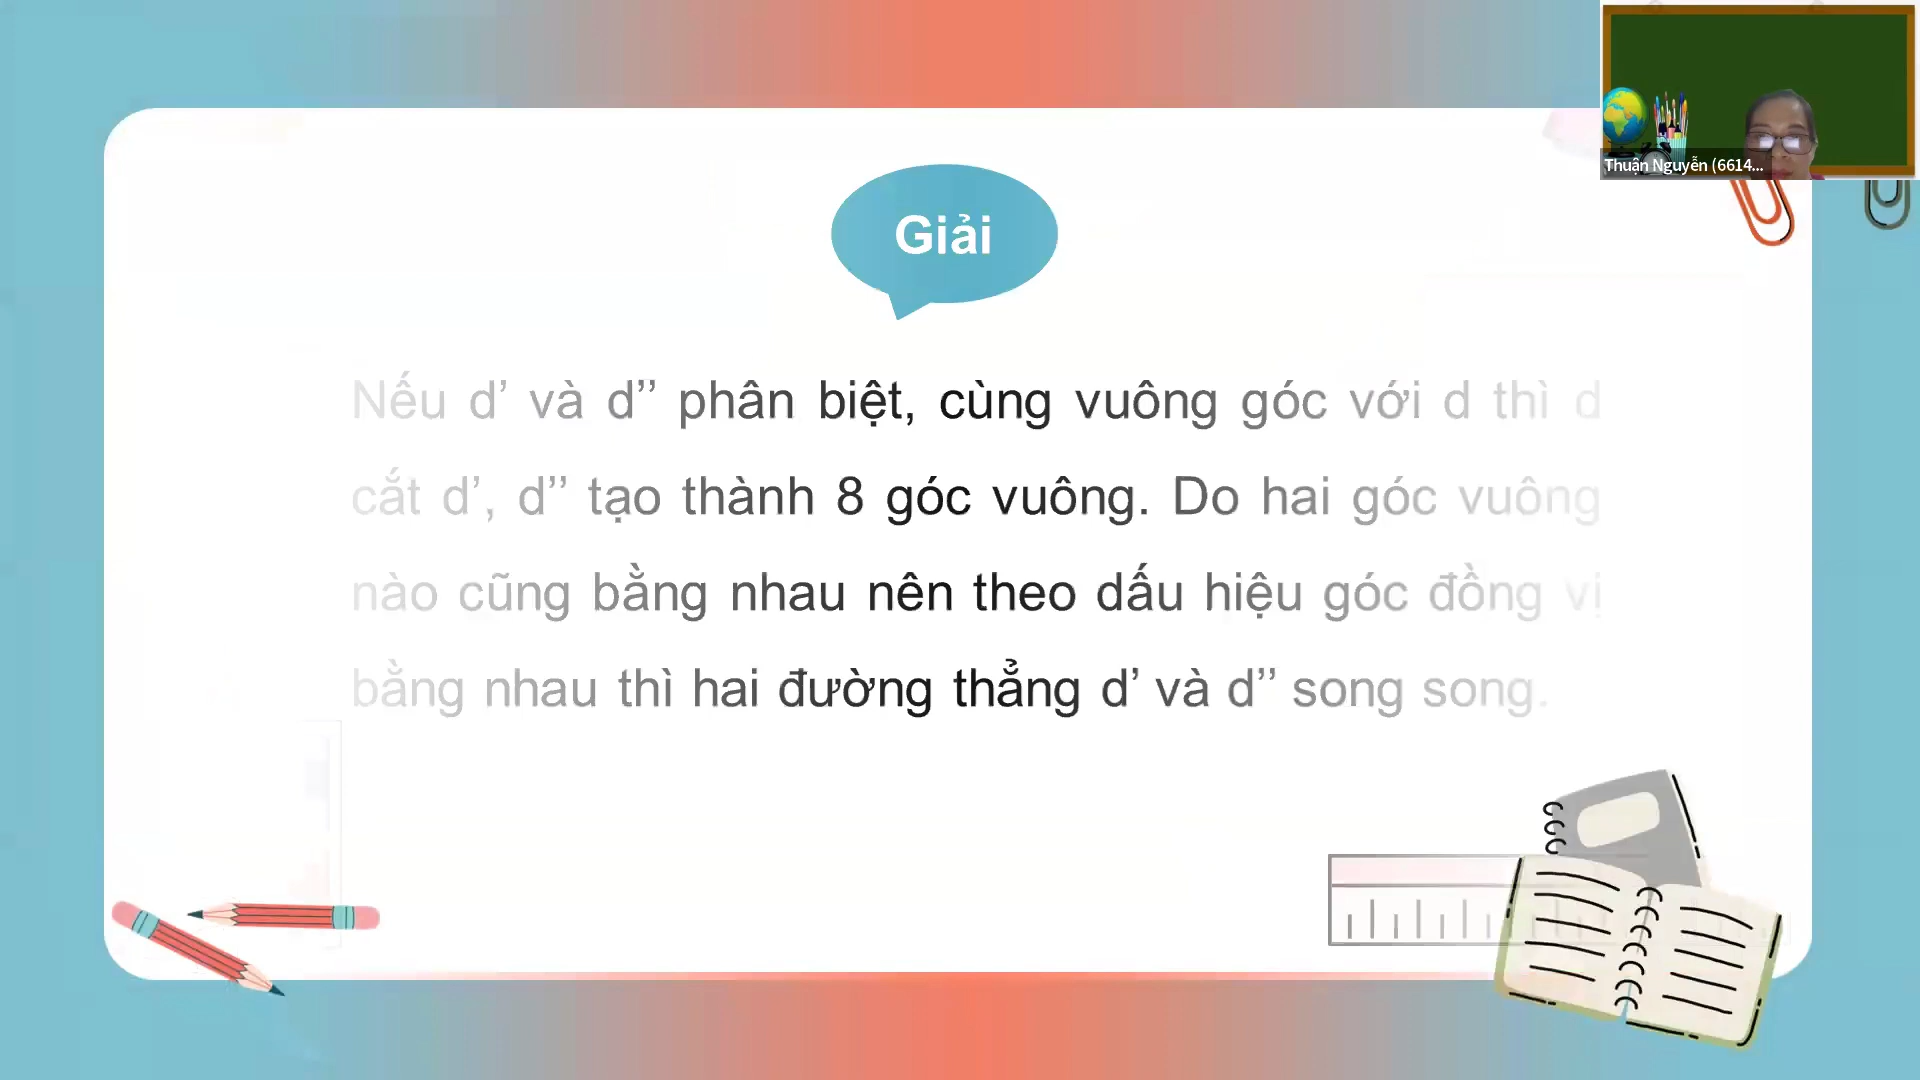 Thuận Nguyễn (6614...
Giải
Nếu d’ và d’’ phân biệt, cùng vuông góc với d thì d
cắt d’, d’’ tạo thành 8 góc vuông. Do hai góc vuông
nào cũng bằng nhau nên theo dấu hiệu góc đồng vị
bằng nhau thì hai đường thẳng d’ và d’’ song song.